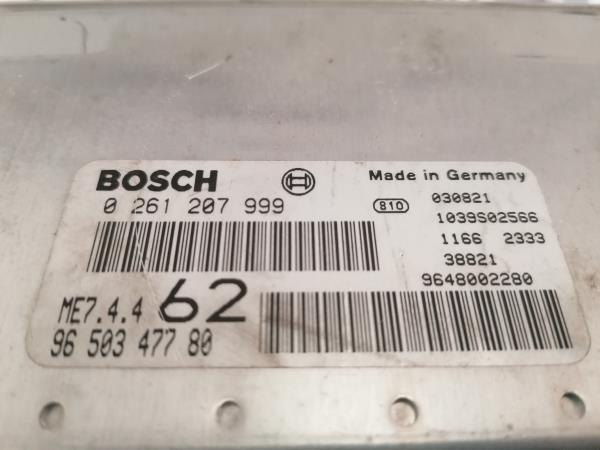 BOSCH
Made in Germany
0 261 207 999
810
030821
1039S02566
1166 2333
38821
9648002280
ME7.4.4 62
96 503 477 80